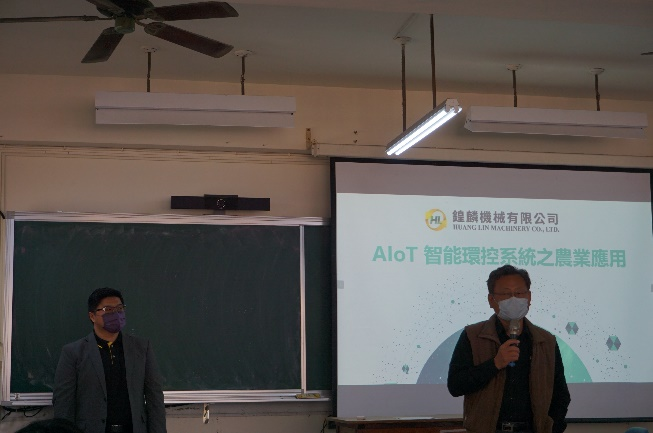 HL 鍠麟機械有限公司
HUANG LIN MACHINERY CO., LTD.
AIoT 智能環控系統之農業應用